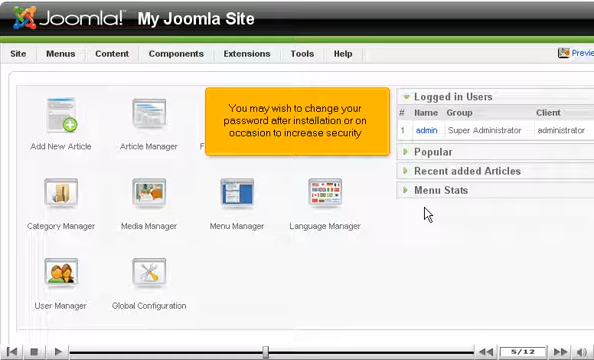 Joomla!™ My Joomla Site
Site Menus Content Components Extensions Tools Help
You may wish to change your
password after installation or on
occasion to increase security
Logged in Users
# Name Group Client
1 admin Super Administrator administrator
Popular
Recent added Articles
Menu Stats
Add New Article Article Manager
Category Manager Media Manager Menu Manager Language Manager
User Manager Global Configuration
5/12